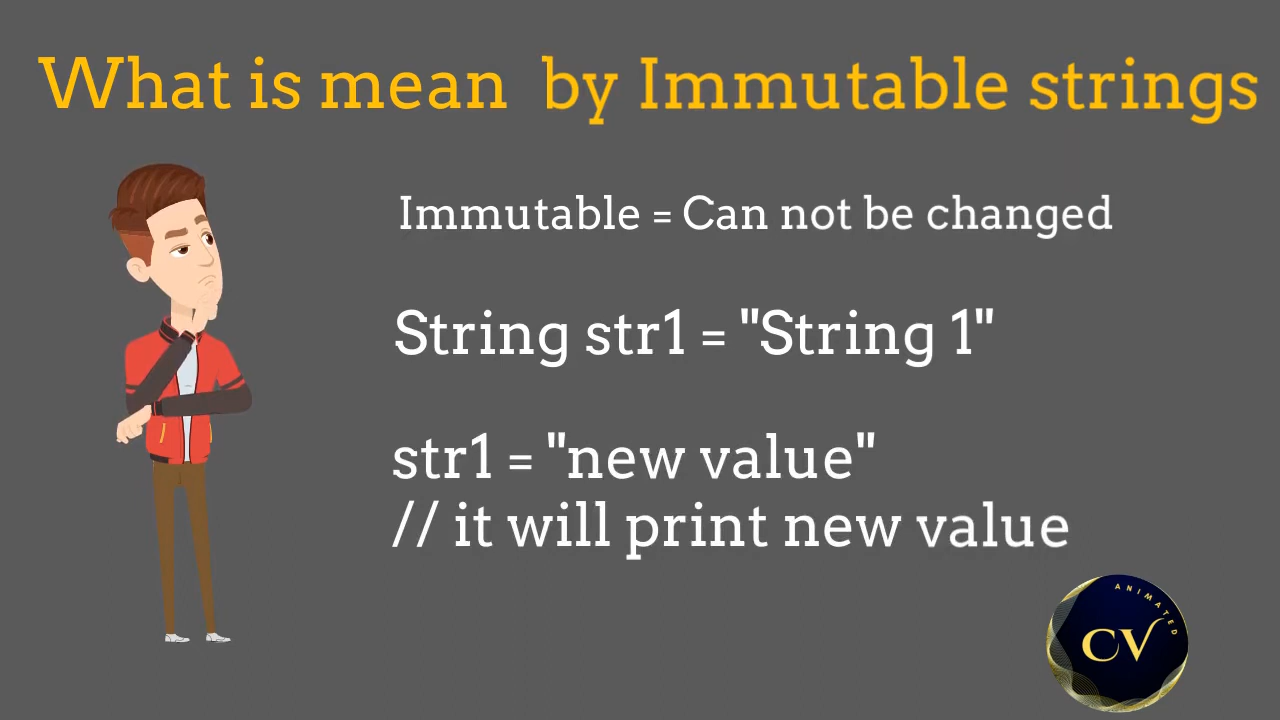 What is mean by Immutable strings
Immutable = Can not be changed
String str1 = "String 1"
str1 = "new value"
// it will print new value
ANIMATED
CV